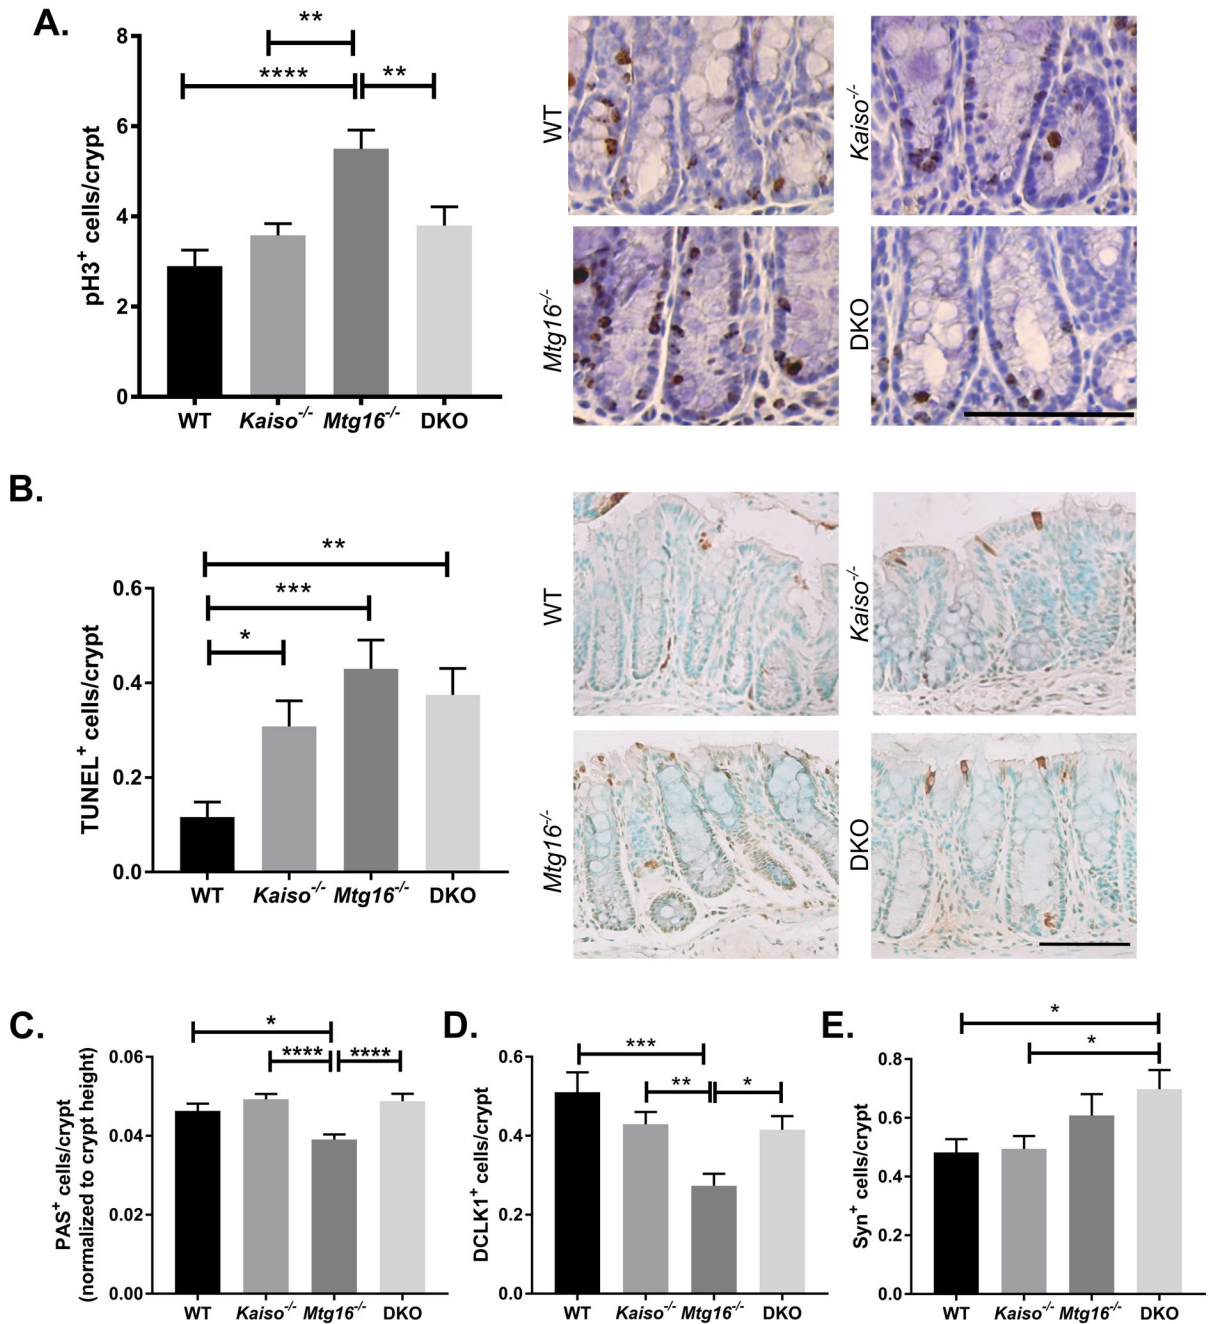 A.
**
****
**
8
6
4
2
0
pH3+ cells/crypt
WT
Kaiso-/-
Mtg16-/-
DKO
WT
Kaiso-/-
Mtg16-/-
DKO
B.
**
***
*
0.6
0.4
0.2
0.0
TUNEL+ cells/crypt
WT
Kaiso-/-
Mtg16-/-
DKO
WT
Kaiso-/-
Mtg16-/-
DKO
C.
*
****
****
0.06
0.04
0.02
0.00
PAS+ cells/crypt
(normalized to crypt height)
WT
Kaiso-/-
Mtg16-/-
DKO
D.
***
**
*
0.6
0.4
0.2
0.0
DCLK1+ cells/crypt
WT
Kaiso-/-
Mtg16-/-
DKO
E.
*
*
0.8
0.6
0.4
0.2
0.0
Syn+ cells/crypt
WT
Kaiso-/-
Mtg16-/-
DKO